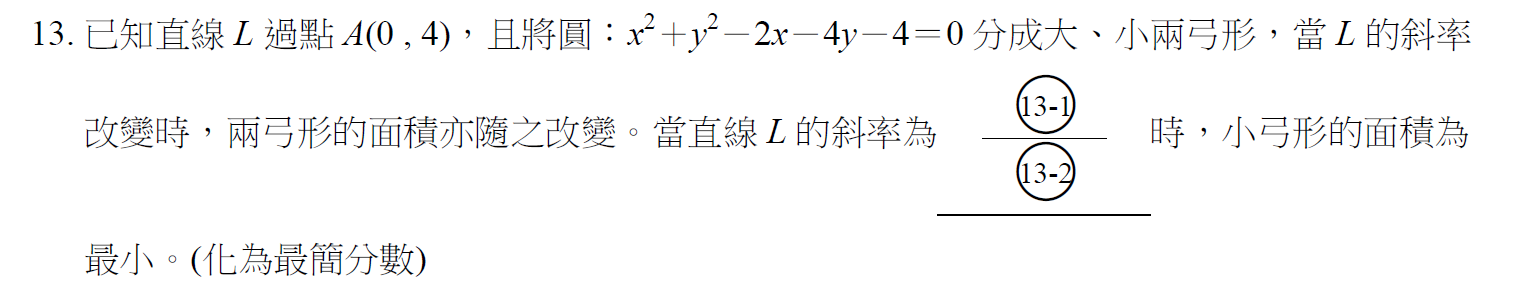 13. 已知直線 L 過點 A(0 , 4)，且將圓：x²+y²－2x－4y－4＝0 分成大、小兩弓形，當 L 的斜率
改變時，兩弓形的面積亦隨之改變。當直線 L 的斜率為 13-1 / 13-2 時，小弓形的面積為
最小。(化為最簡分數)